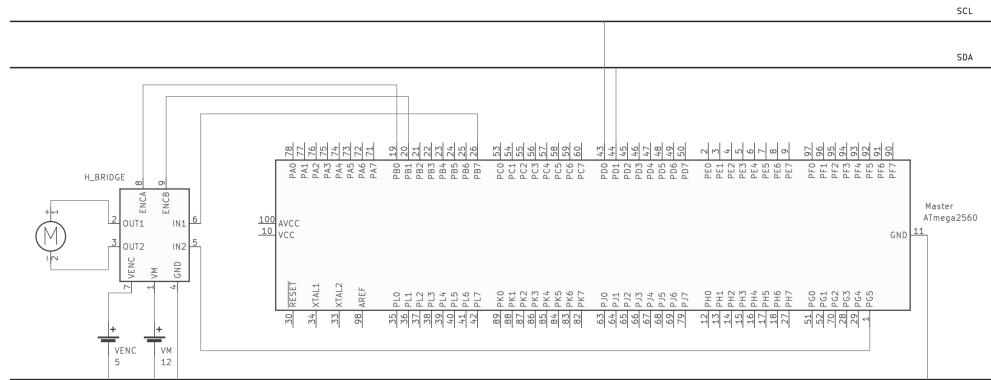 SCL
SDA
78 77 76 75 74 73 72 71 19 20 21 22 23 24 25 26 53 54 55 56 57 58 59 60 43 44 45 46 47 48 49 50 2 3 4 5 6 7 8 9 97 96 95 94 93 92 91 90
PA0 PA1 PA2 PA3 PA4 PA5 PA6 PA7 PB0 PB1 PB2 PB3 PB4 PB5 PB6 PB7 PC0 PC1 PC2 PC3 PC4 PC5 PC6 PC7 PD0 PD1 PD2 PD3 PD4 PD5 PD6 PD7 PE0 PE1 PE2 PE3 PE4 PE5 PE6 PE7 PF0 PF1 PF2 PF3 PF4 PF5 PF6 PF7
H_BRIDGE
8 9
ENCA ENCB
+ 1
M
- 2
2 OUT1 IN1 6
3 OUT2 IN2 5
VENC VM GND
7 1 4
100 AVCC
10 VCC
Master
ATmega2560
GND 11
RESET XTAL1 XTAL2 AREF PL0 PL1 PL2 PL3 PL4 PL5 PL6 PL7 PK0 PK1 PK2 PK3 PK4 PK5 PK6 PK7 PJ0 PJ1 PJ2 PJ3 PJ4 PJ5 PJ6 PJ7 PH0 PH1 PH2 PH3 PH4 PH5 PH6 PH7 PG0 PG1 PG2 PG3 PG4 PG5
30 34 33 98 35 36 37 38 39 40 41 42 89 88 87 86 85 84 83 82 63 64 65 66 67 68 69 79 12 13 14 15 16 17 18 27 51 52 70 28 29 1
+ +
VENC
5
VM
12